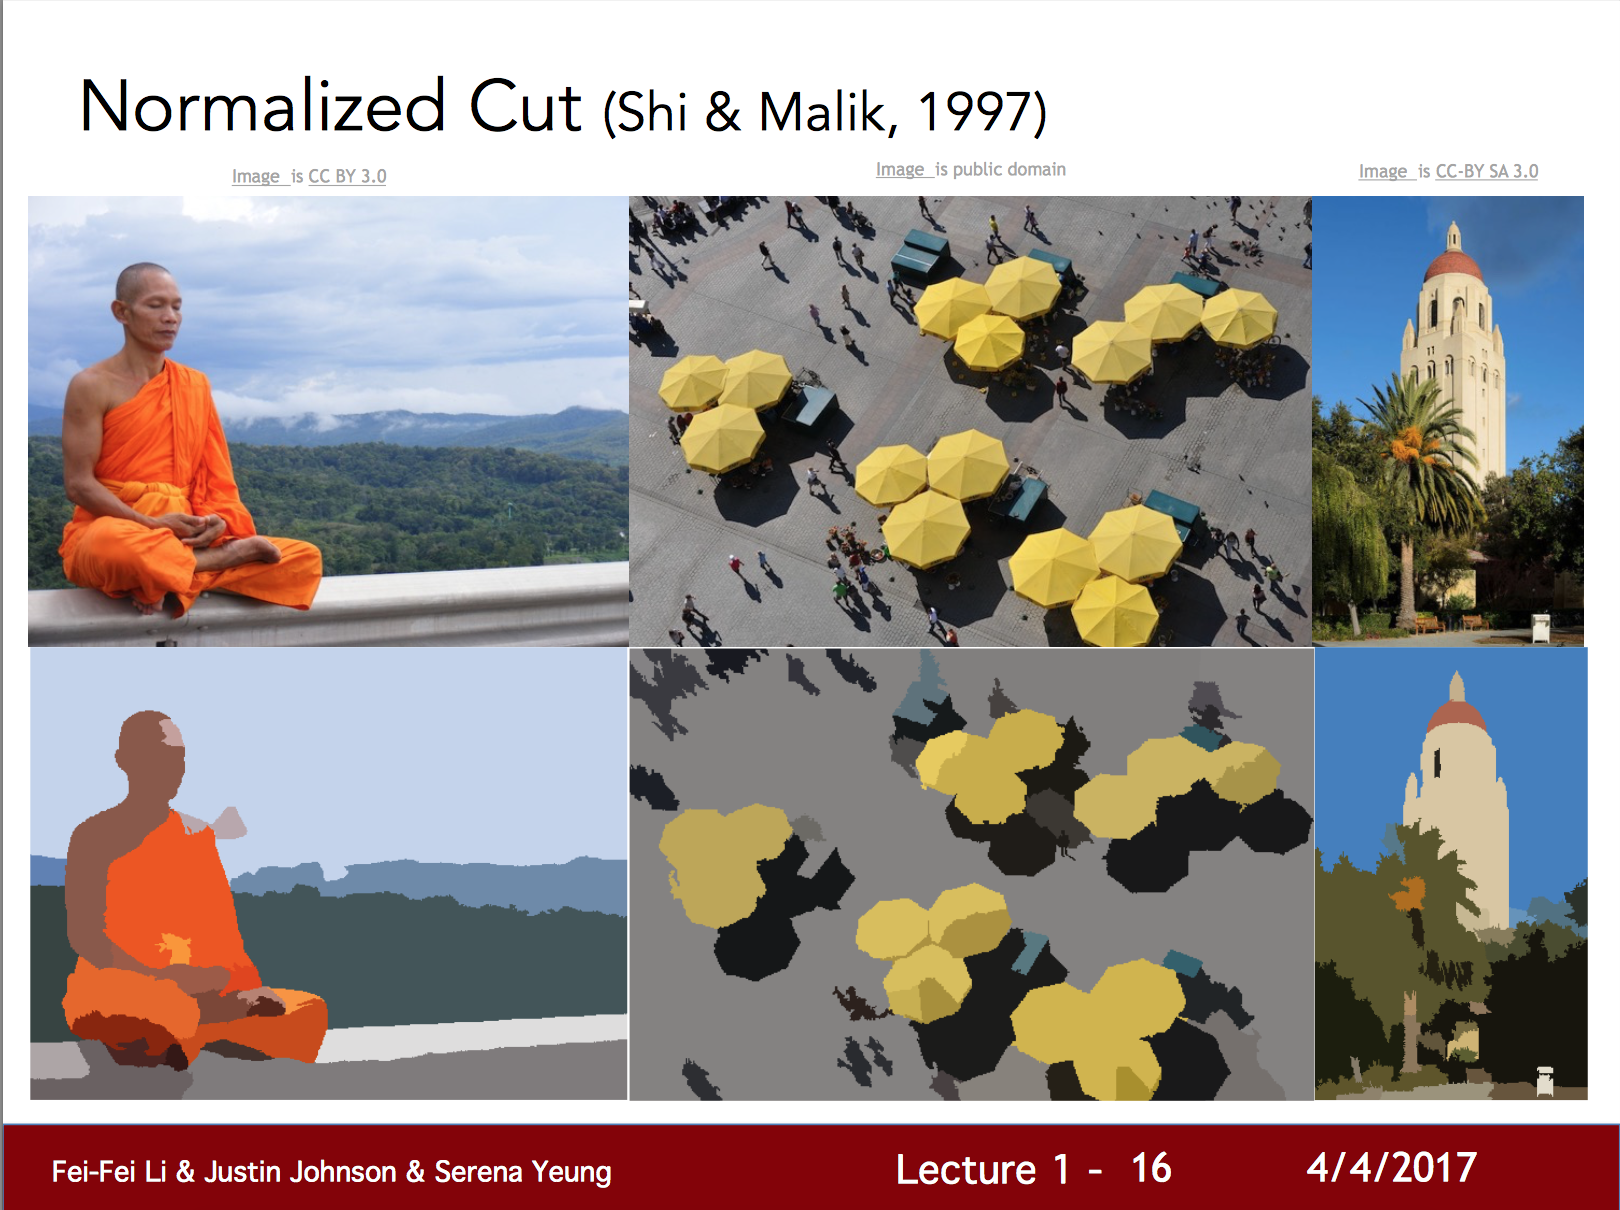 Normalized Cut (Shi & Malik, 1997)
Image is CC BY 3.0
Image is public domain
Image is CC-BY SA 3.0
Fei-Fei Li & Justin Johnson & Serena Yeung
Lecture 1 - 16
4/4/2017